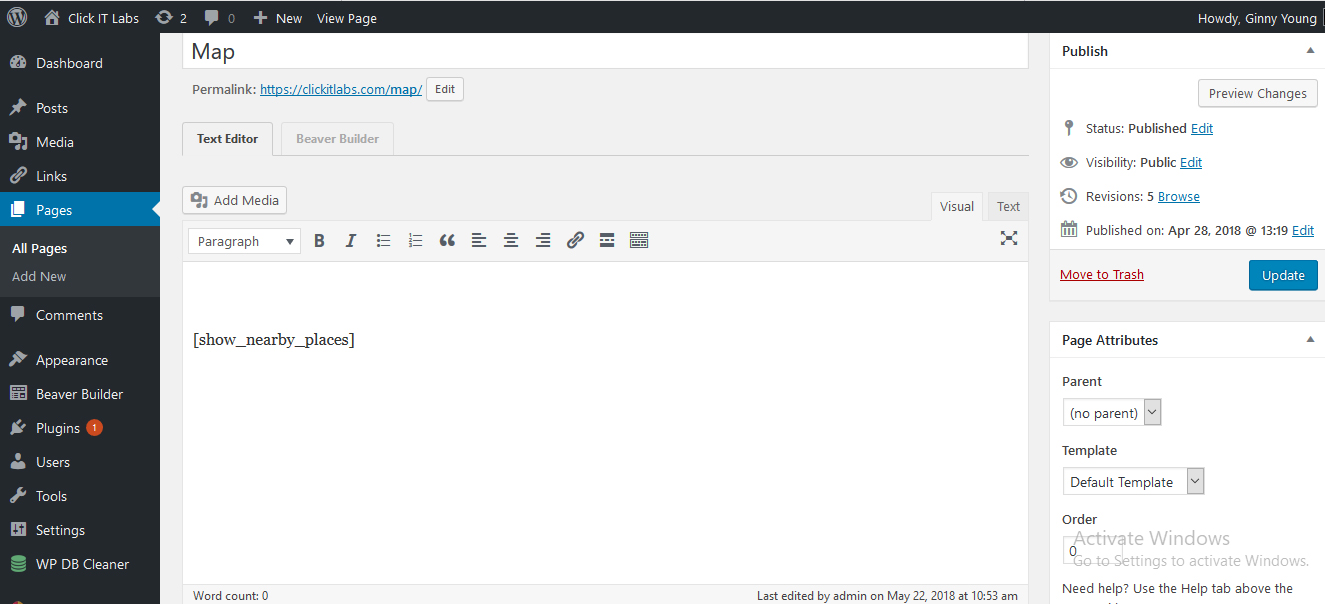 Click IT Labs 2 0 New View Page Howdy, Ginny Young
Dashboard
Posts
Media
Links
Pages
All Pages
Add New
Comments
Appearance
Beaver Builder
Plugins 1
Users
Tools
Settings
WP DB Cleaner
Map
Permalink: https://clickitlabs.com/map/ Edit
Text Editor Beaver Builder
Add Media
Visual Text
Paragraph
[show_nearby_places]
Word count: 0 Last edited by admin on May 22, 2018 at 10:53 am
Publish
Preview Changes
Status: Published Edit
Visibility: Public Edit
Revisions: 5 Browse
Published on: Apr 28, 2018 @ 13:19 Edit
Move to Trash Update
Page Attributes
Parent
(no parent)
Template
Default Template
Order
0
Activate Windows
Go to Settings to activate Windows.
Need help? Use the Help tab above the